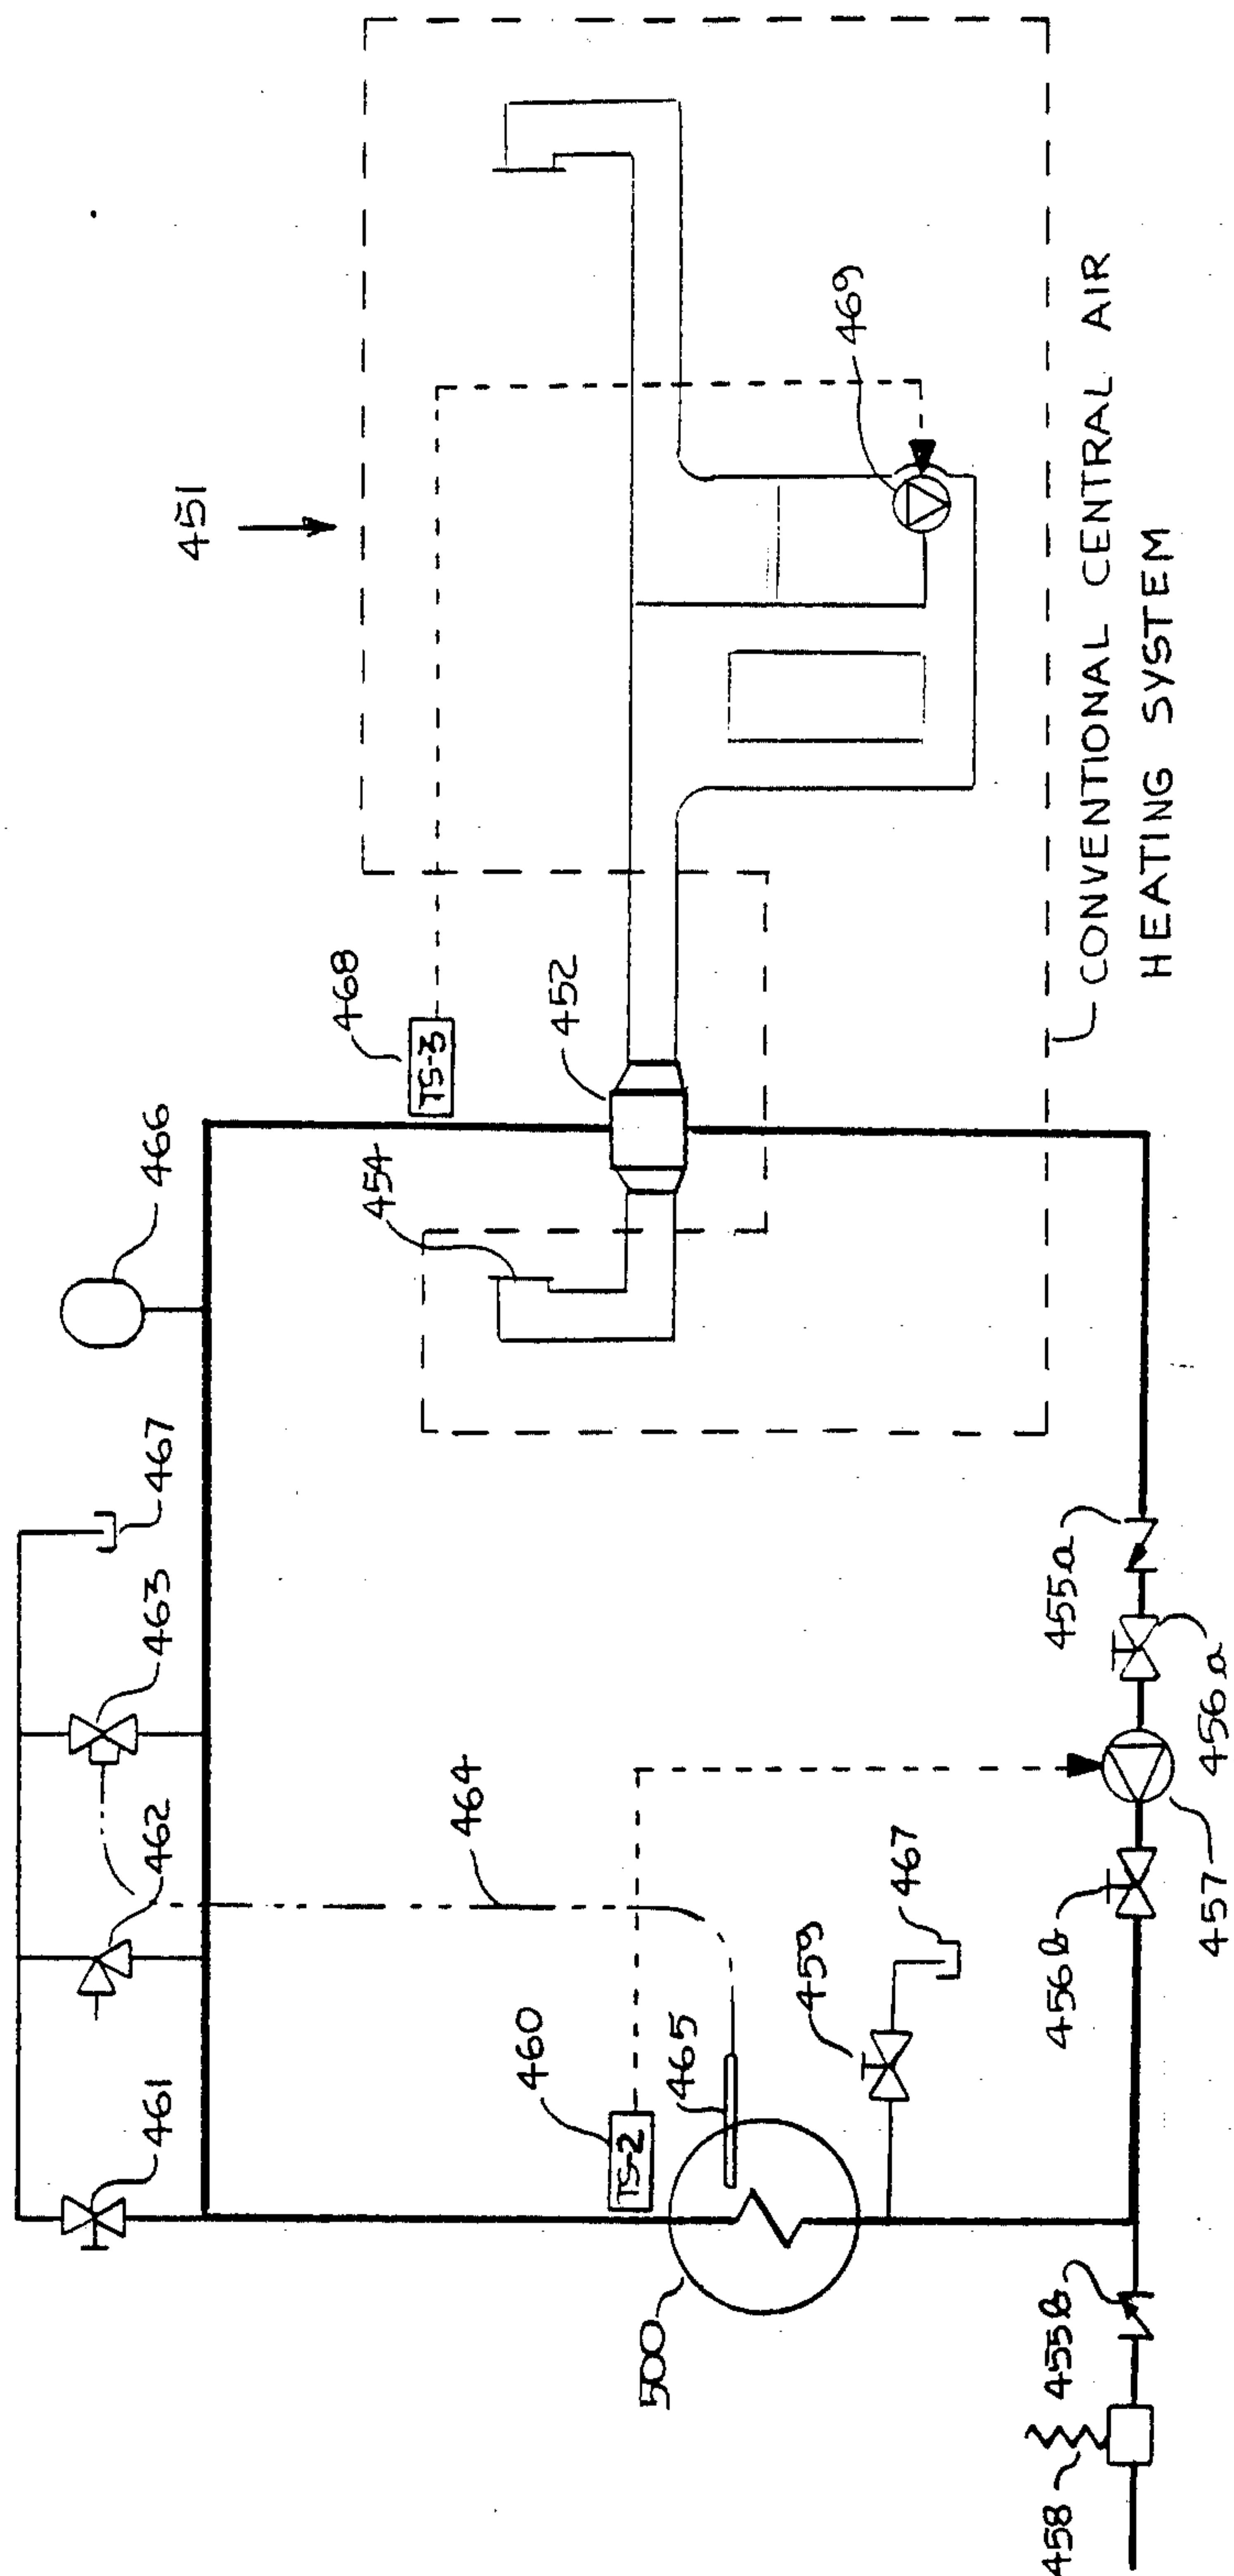 451
466
467
463
462
461
468
TS-3
452
454
469
464
460
TS-2
465
459
467
500
455a
456a
457
456b
455b
458
CONVENTIONAL CENTRAL AIR
HEATING SYSTEM